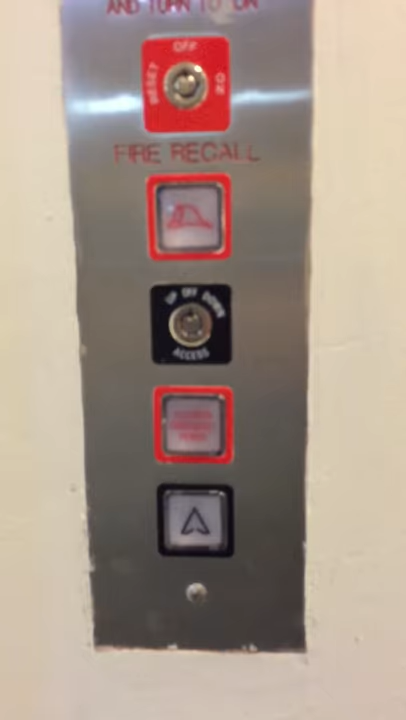 AND TURN TO "ON"
OFF
RESET
ON
FIRE RECALL
UP OFF DOWN
ACCESS